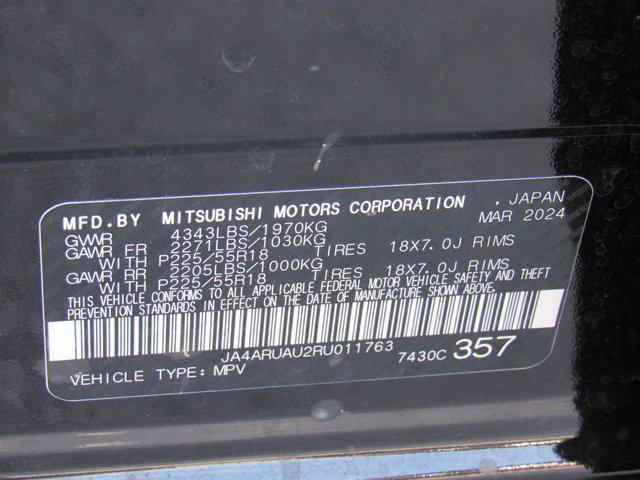 MFD.BY MITSUBISHI MOTORS CORPORATION , JAPAN
GVWR 4343LBS/1970KG MAR 2024
GAWR FR 2271LBS/1030KG
WITH P225/55R18 TIRES 18X7.0J RIMS
GAWR RR 2205LBS/1000KG
WITH P225/55R18 TIRES 18X7.0J RIMS
THIS VEHICLE CONFORMS TO ALL APPLICABLE FEDERAL MOTOR VEHICLE SAFETY AND THEFT
PREVENTION STANDARDS IN EFFECT ON THE DATE OF MANUFACTURE SHOWN ABOVE.
JA4ARUAU2RU011763 7430C 357
VEHICLE TYPE: MPV